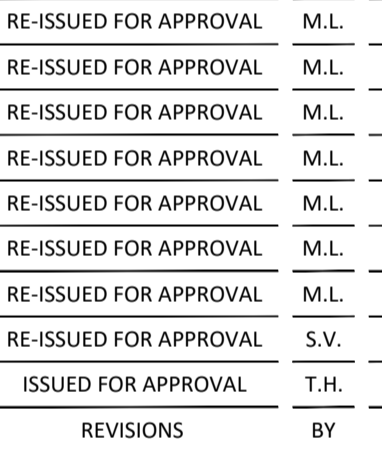 RE-ISSUED FOR APPROVAL M.L.
RE-ISSUED FOR APPROVAL M.L.
RE-ISSUED FOR APPROVAL M.L.
RE-ISSUED FOR APPROVAL M.L.
RE-ISSUED FOR APPROVAL M.L.
RE-ISSUED FOR APPROVAL M.L.
RE-ISSUED FOR APPROVAL M.L.
RE-ISSUED FOR APPROVAL S.V.
ISSUED FOR APPROVAL T.H.
REVISIONS BY